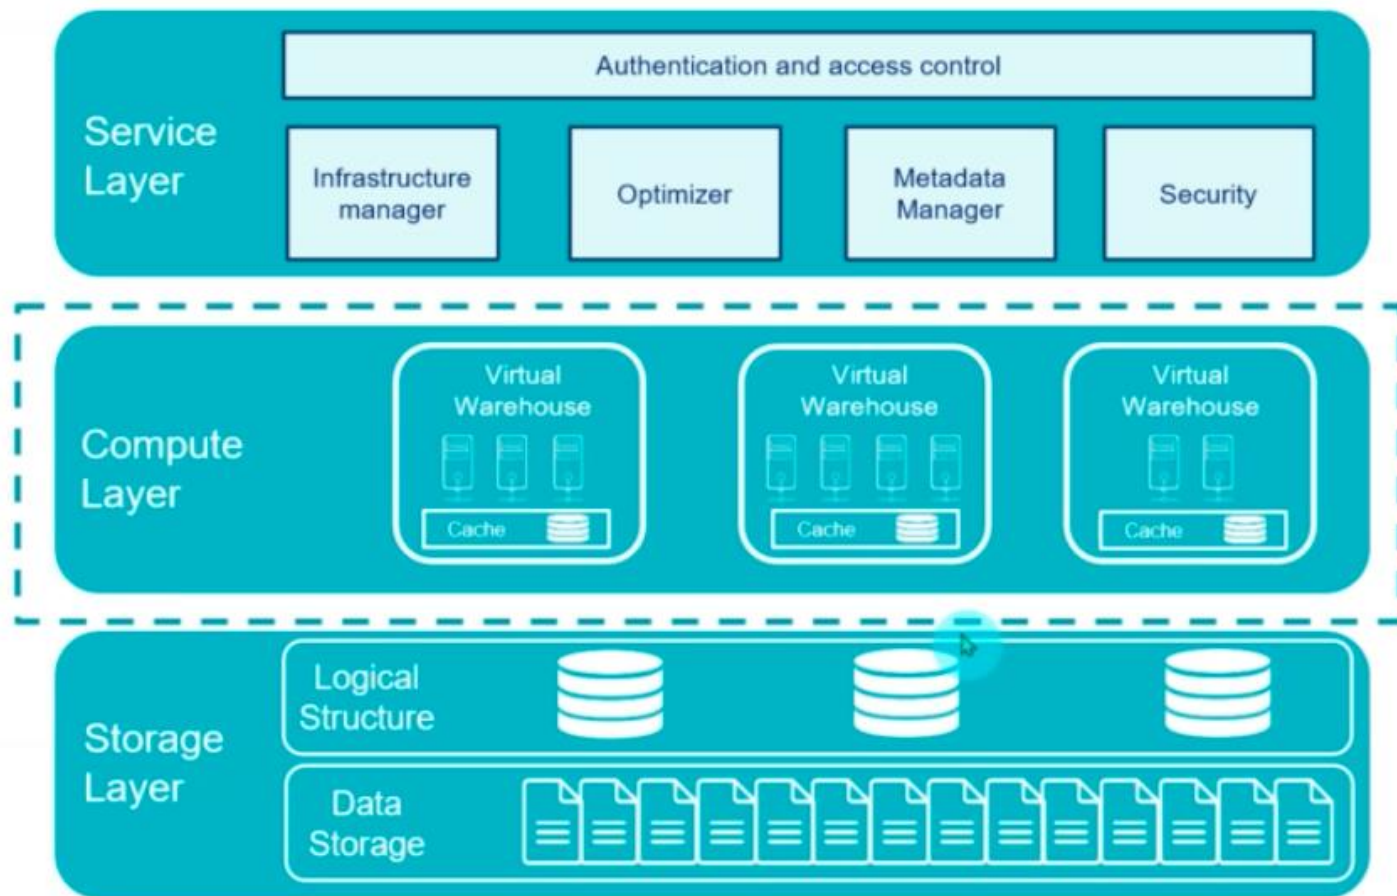 Authentication and access control
Service
Layer
Infrastructure
manager
Optimizer
Metadata
Manager
Security
Compute
Layer
Virtual
Warehouse
Cache
Virtual
Warehouse
Cache
Virtual
Warehouse
Cache
Storage
Layer
Logical
Structure
Data
Storage